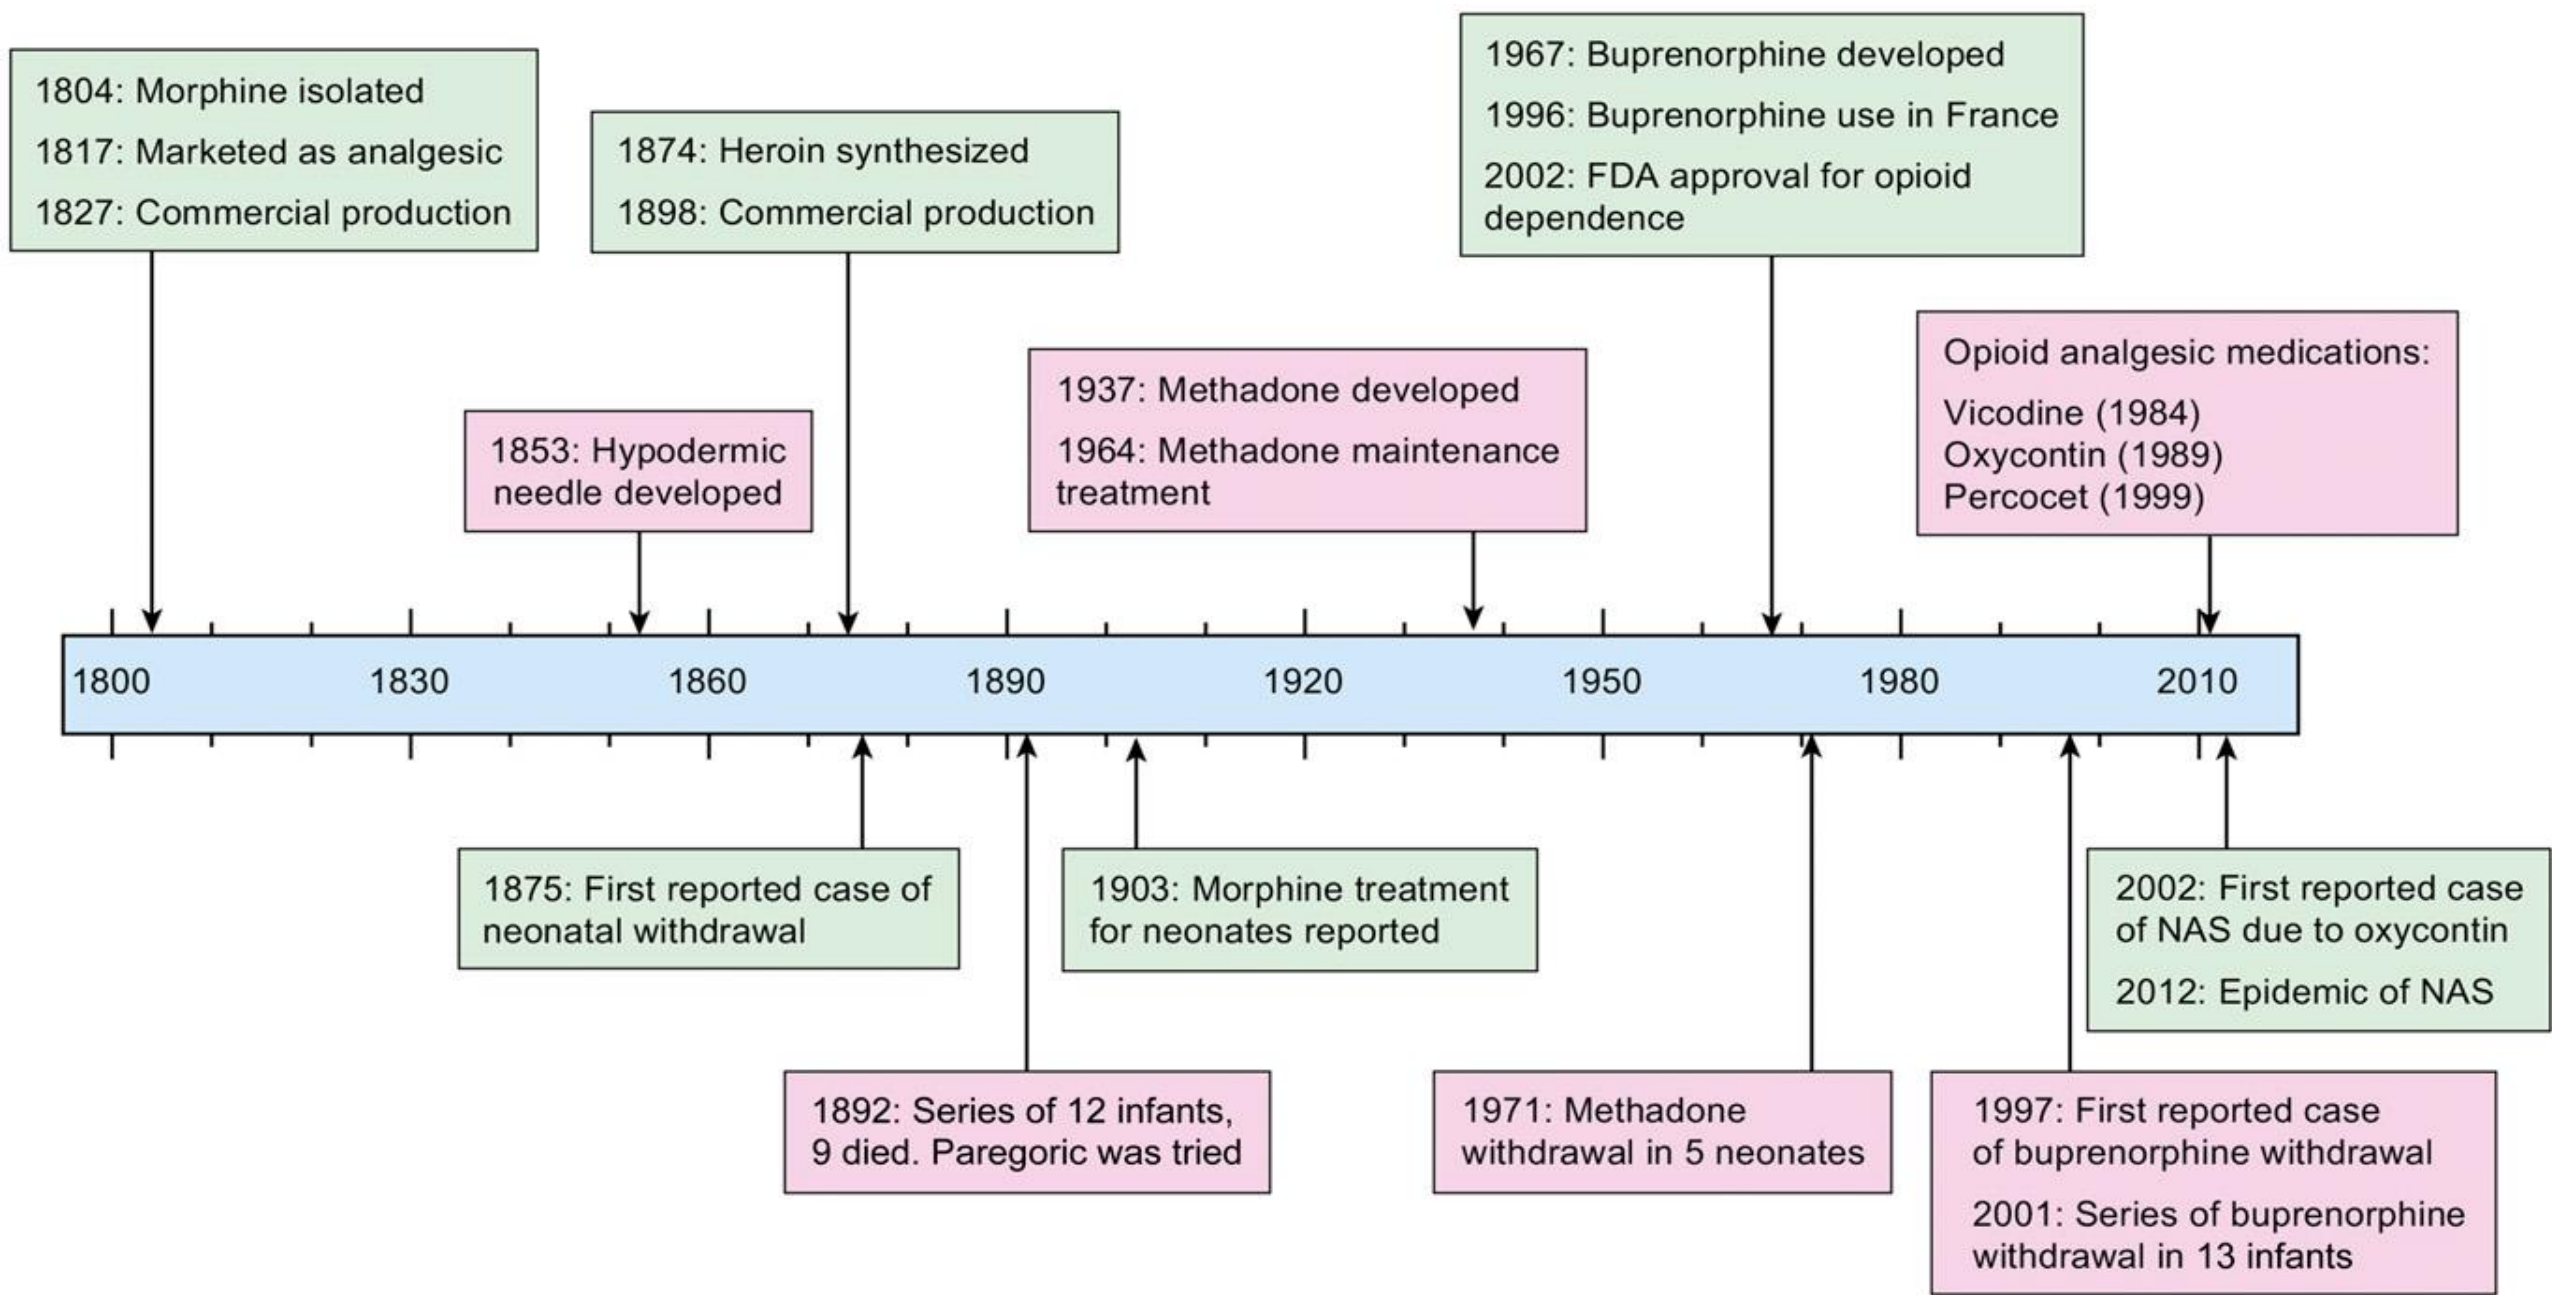 1804: Morphine isolated
1817: Marketed as analgesic
1827: Commercial production
1874: Heroin synthesized
1898: Commercial production
1967: Buprenorphine developed
1996: Buprenorphine use in France
2002: FDA approval for opioid
dependence
1853: Hypodermic
needle developed
1937: Methadone developed
1964: Methadone maintenance
treatment
Opioid analgesic medications:
Vicodine (1984)
Oxycontin (1989)
Percocet (1999)
1800 1830 1860 1890 1920 1950 1980 2010
1875: First reported case of
neonatal withdrawal
1903: Morphine treatment
for neonates reported
2002: First reported case
of NAS due to oxycontin
2012: Epidemic of NAS
1892: Series of 12 infants,
9 died. Paregoric was tried
1971: Methadone
withdrawal in 5 neonates
1997: First reported case
of buprenorphine withdrawal
2001: Series of buprenorphine
withdrawal in 13 infants